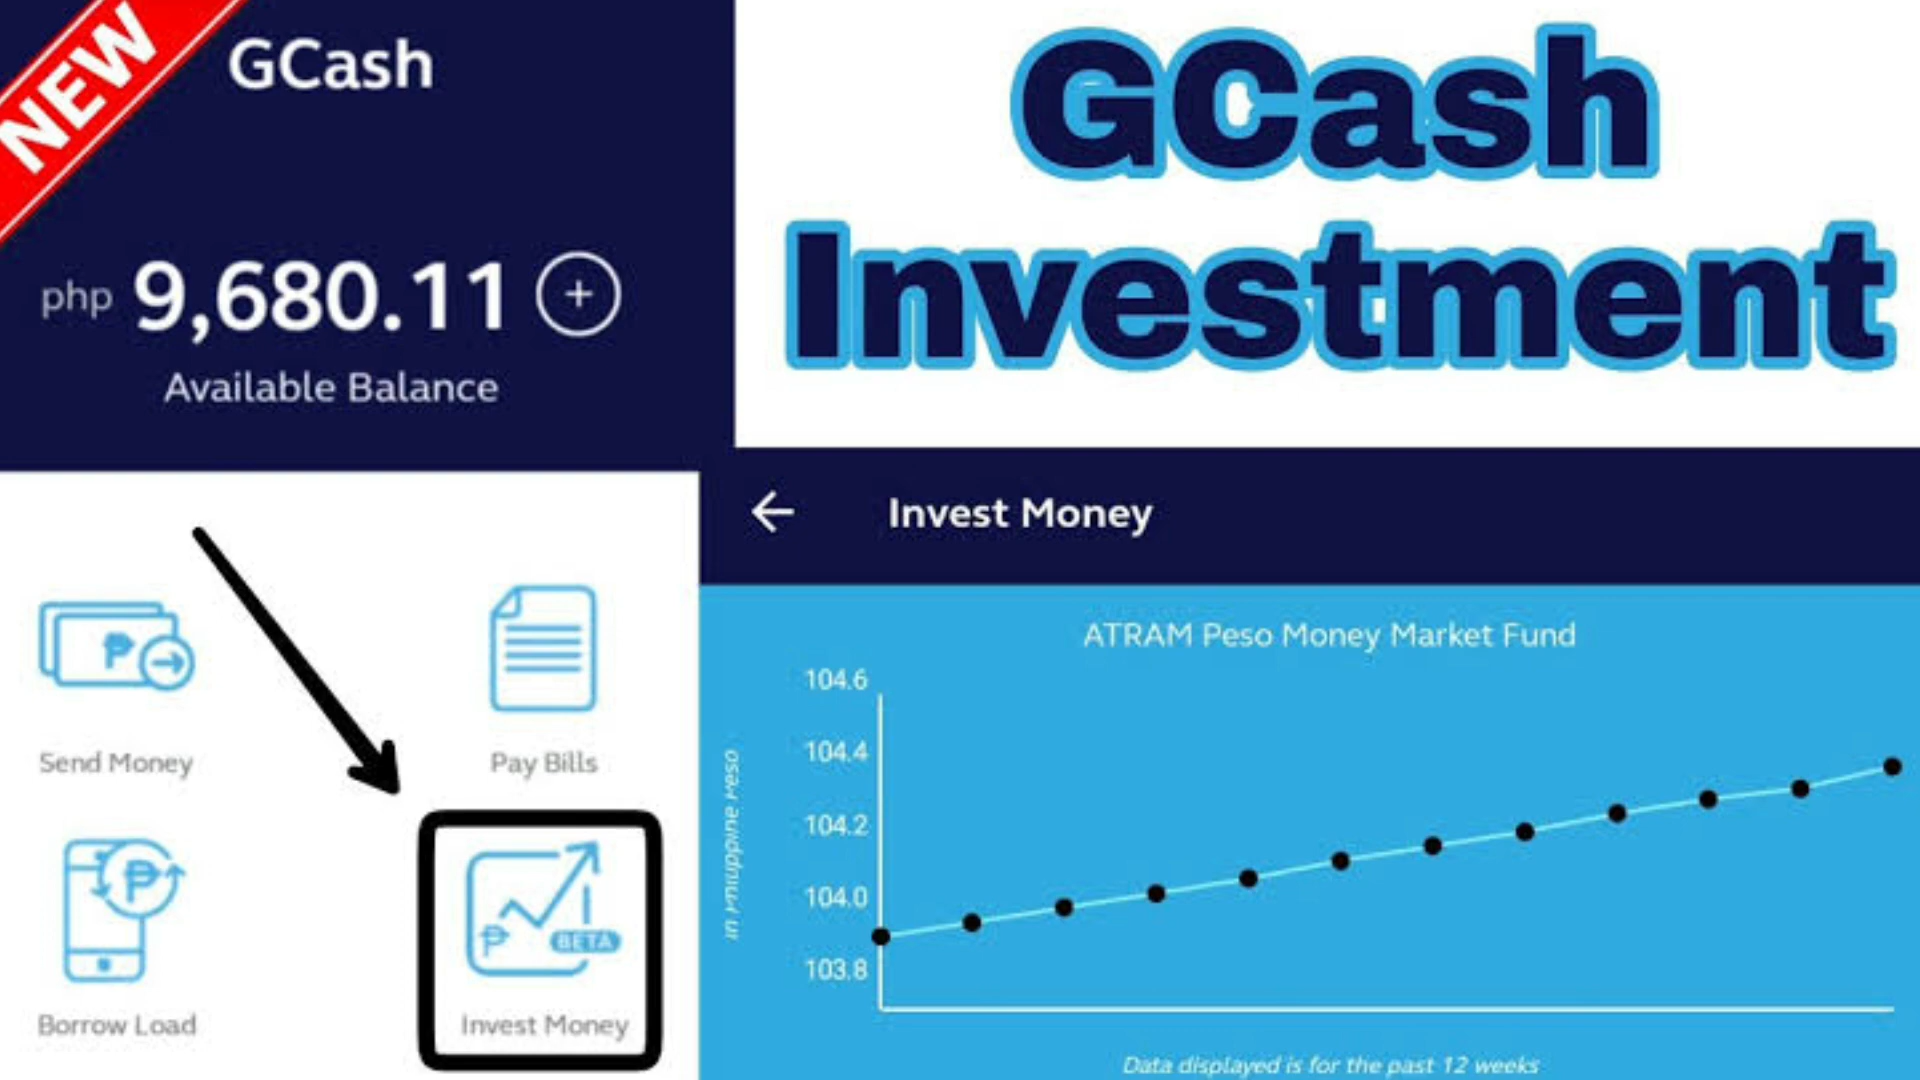 NEW
GCash
php 9,680.11 +
Available Balance
Send Money
Pay Bills
Borrow Load
BETA
Invest Money
GCash
Investment
Invest Money
ATRAM Peso Money Market Fund
104.6
104.4
104.2
104.0
103.8
in Philippine Peso
Data displayed is for the past 12 weeks